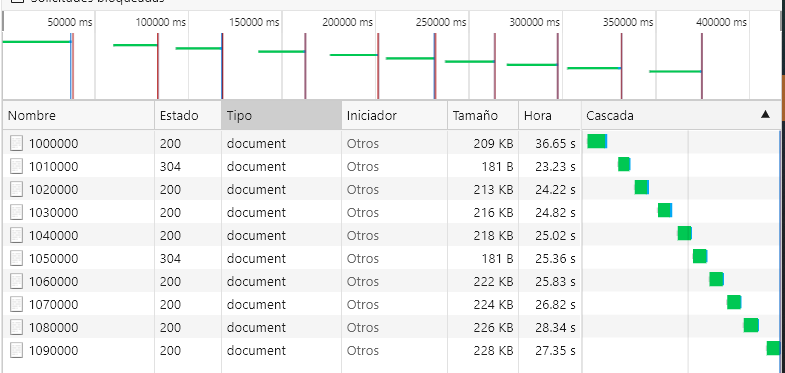 Solicitudes bloqueadas
50000 ms 100000 ms 150000 ms 200000 ms 250000 ms 300000 ms 350000 ms 400000 ms
Nombre Estado Tipo Iniciador Tamaño Hora Cascada ▲
1000000 200 document Otros 209 KB 36.65 s
1010000 304 document Otros 181 B 23.23 s
1020000 200 document Otros 213 KB 24.22 s
1030000 200 document Otros 216 KB 24.82 s
1040000 200 document Otros 218 KB 25.02 s
1050000 304 document Otros 181 B 25.36 s
1060000 200 document Otros 222 KB 25.83 s
1070000 200 document Otros 224 KB 26.82 s
1080000 200 document Otros 226 KB 28.34 s
1090000 200 document Otros 228 KB 27.35 s